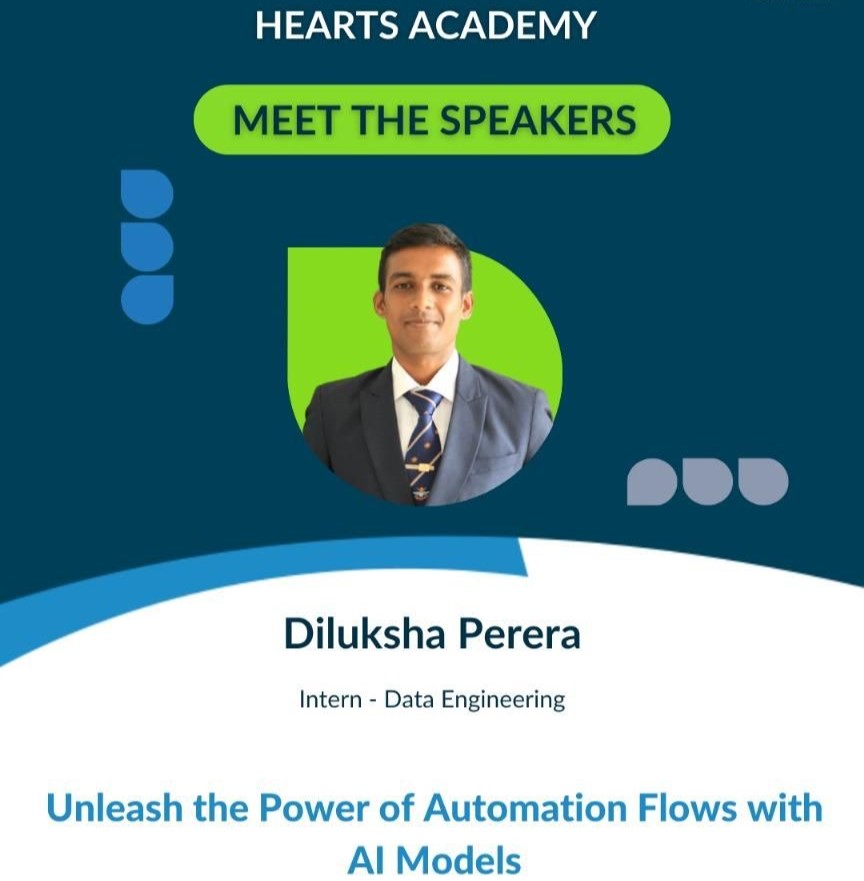 HEARTS ACADEMY
MEET THE SPEAKERS
Diluksha Perera
Intern - Data Engineering
Unleash the Power of Automation Flows with
AI Models